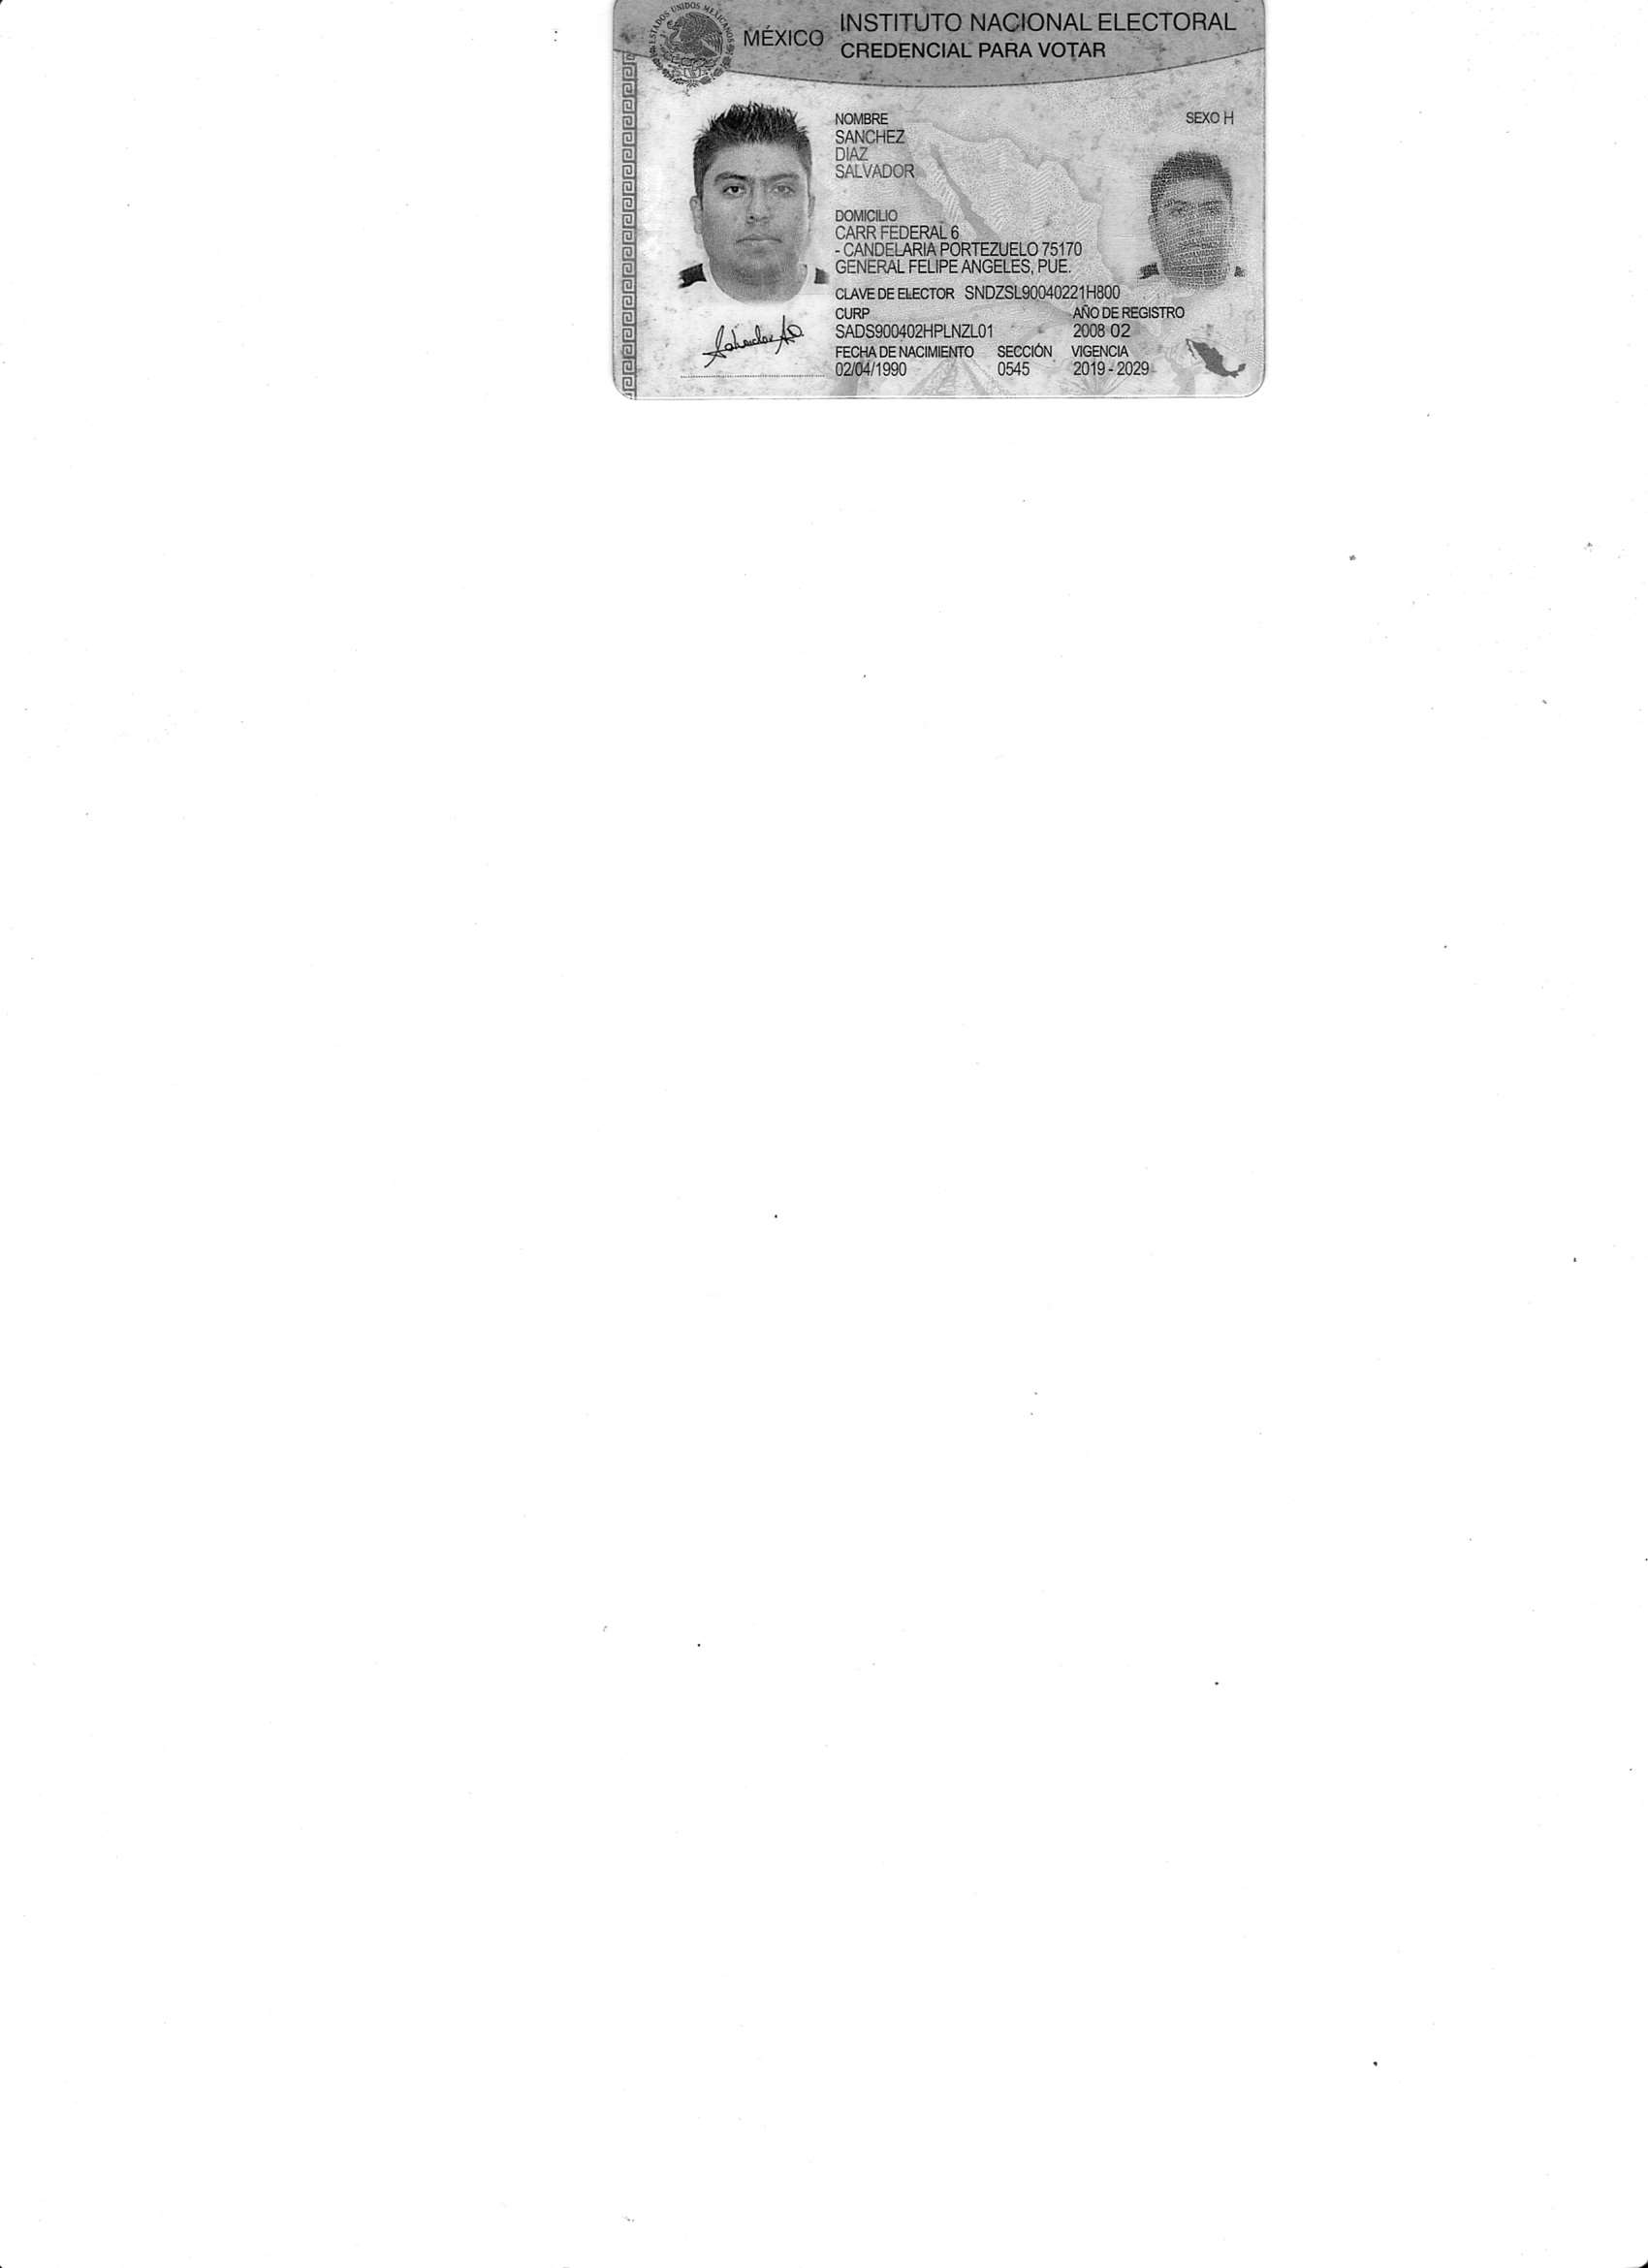 ESTADOS UNIDOS MEXICANOS
MÉXICO
INSTITUTO NACIONAL ELECTORAL
CREDENCIAL PARA VOTAR
NOMBRE
SEXO H
SANCHEZ
DIAZ
SALVADOR
DOMICILIO
CARR FEDERAL 6
- CANDELARIA PORTEZUELO 75170
GENERAL FELIPE ANGELES, PUE.
CLAVE DE ELECTOR SNDZSL90040221H800
CURP
AÑO DE REGISTRO
SADS900402HPLNZL01
2008 02
FECHA DE NACIMIENTO SECCIÓN VIGENCIA
02/04/1990 0545 2019 - 2029